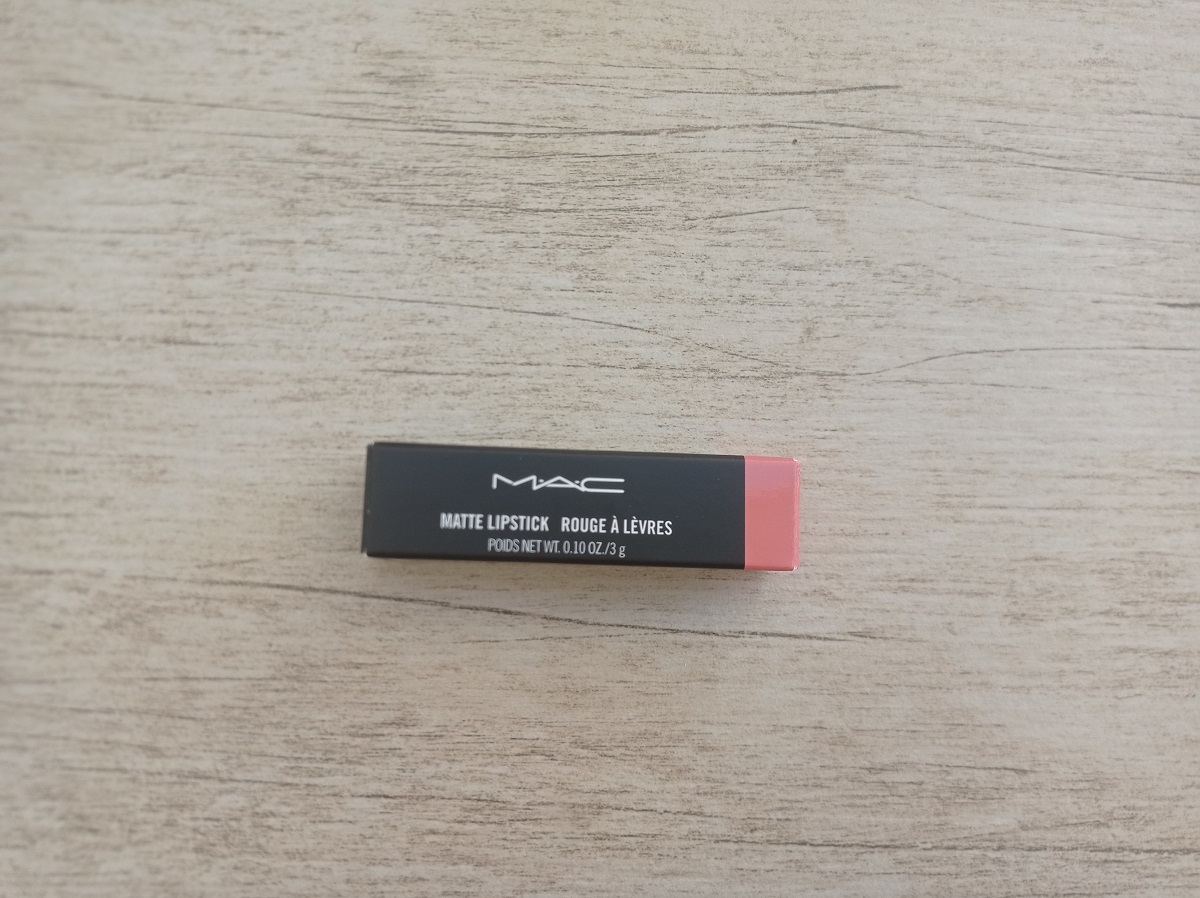 M·A·C
MATTE LIPSTICK ROUGE À LÈVRES
POIDS NET WT. 0.10 OZ./3 g